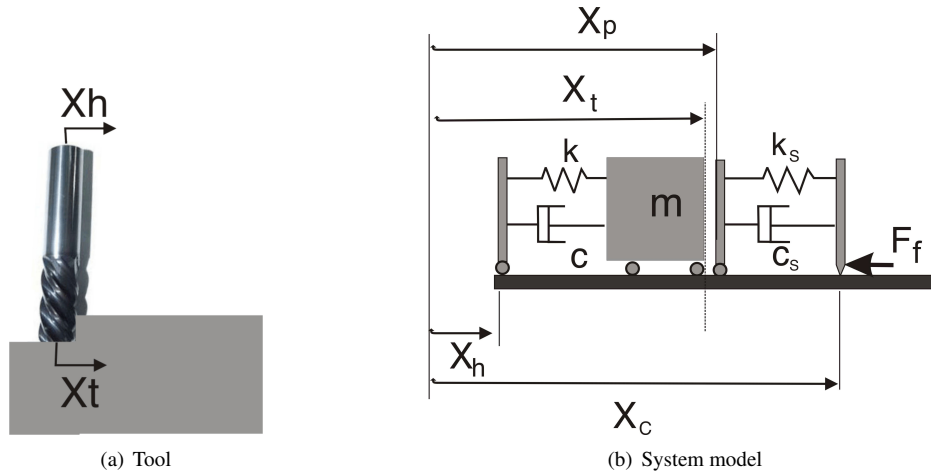 Xh
Xt
(a) Tool
Xp
Xt
k
ks
m
c
cs
Ff
Xh
Xc
(b) System model